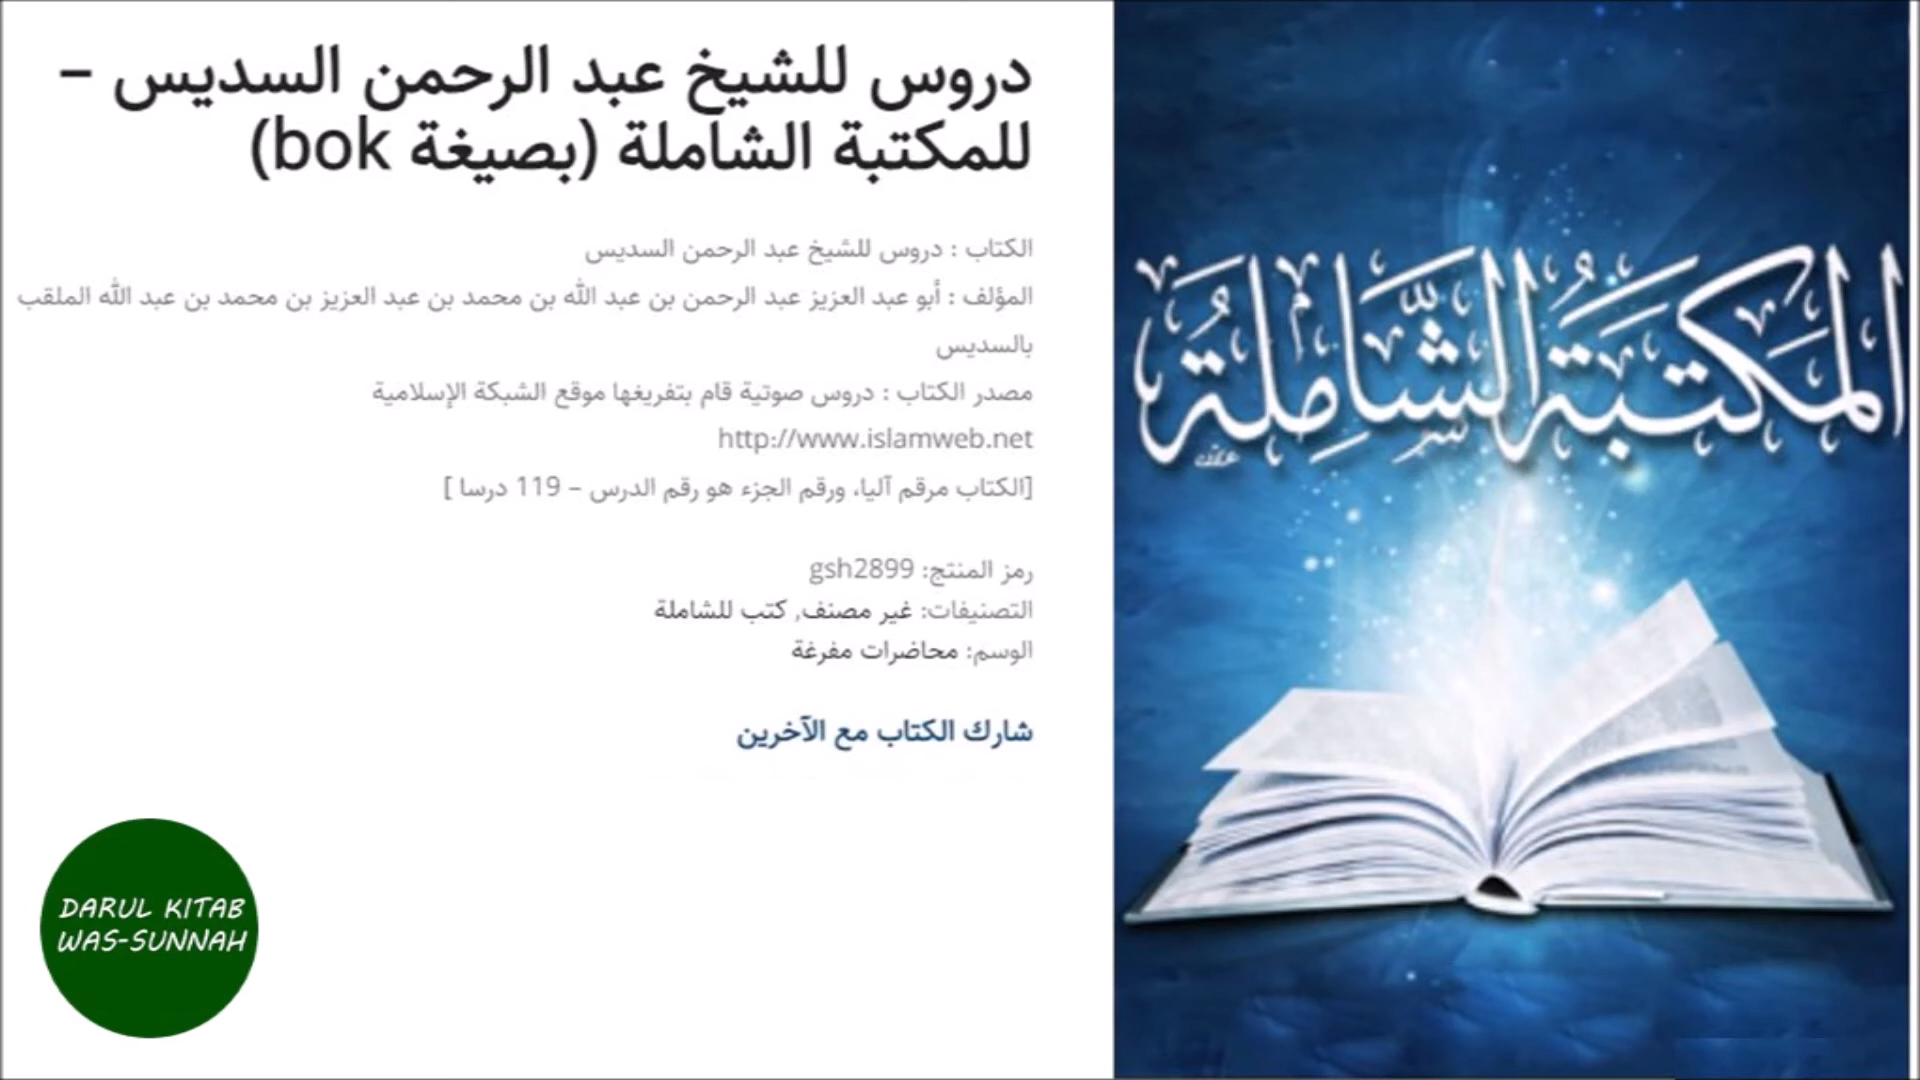 دروس للشيخ عبد الرحمن السديس –
للمكتبة الشاملة (بصيغة bok)
الكتاب : دروس للشيخ عبد الرحمن السديس
المؤلف : أبو عبد العزيز عبد الرحمن بن عبد الله بن محمد بن عبد العزيز بن محمد بن عبد الله الملقب
بالسديس
مصدر الكتاب : دروس صوتية قام بتفريغها موقع الشبكة الإسلامية
http://www.islamweb.net
[الكتاب مرقم آليا، ورقم الجزء هو رقم الدرس – 119 درسا ]
رمز المنتج: gsh2899
التصنيفات: غير مصنف, كتب للشاملة
الوسم: محاضرات مفرغة
شارك الكتاب مع الآخرين
DARUL KITAB
WAS-SUNNAH
المَكتَبَةُ الشَّامِلَةُ